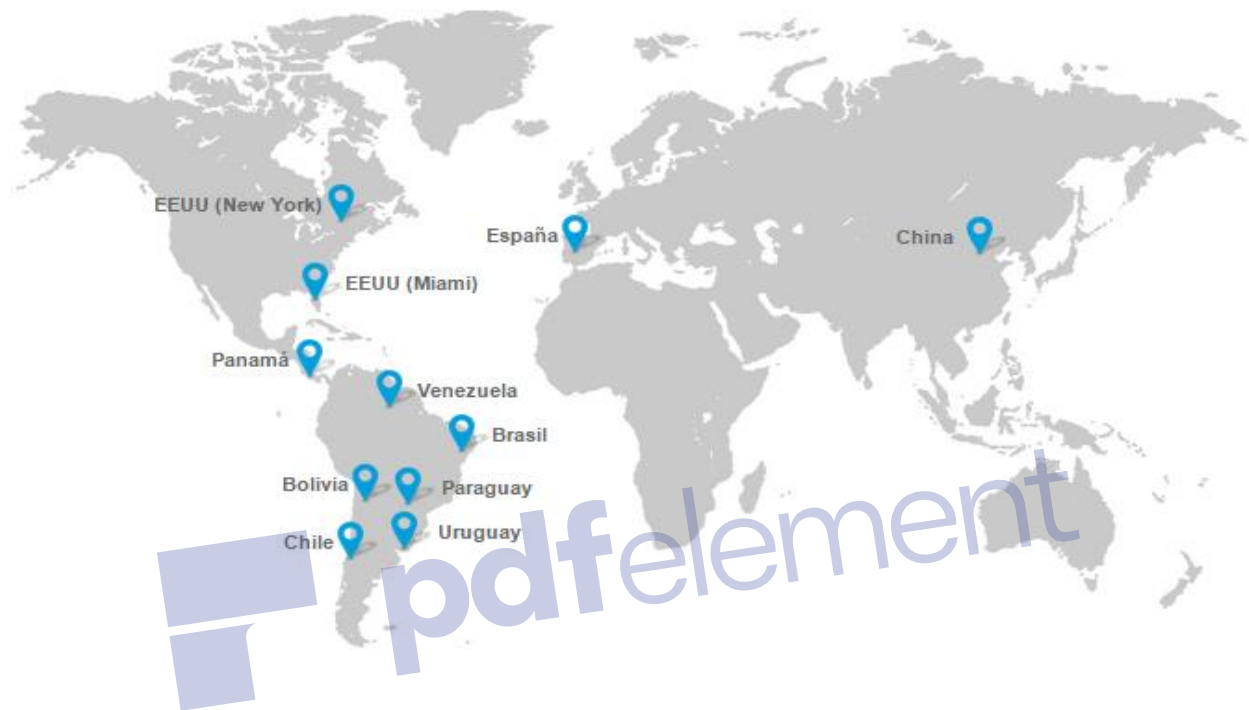 EEUU (New York)
España
China
EEUU (Miami)
Panamá
Venezuela
Brasil
Bolivia
Paraguay
Chile
Uruguay
pdfelement